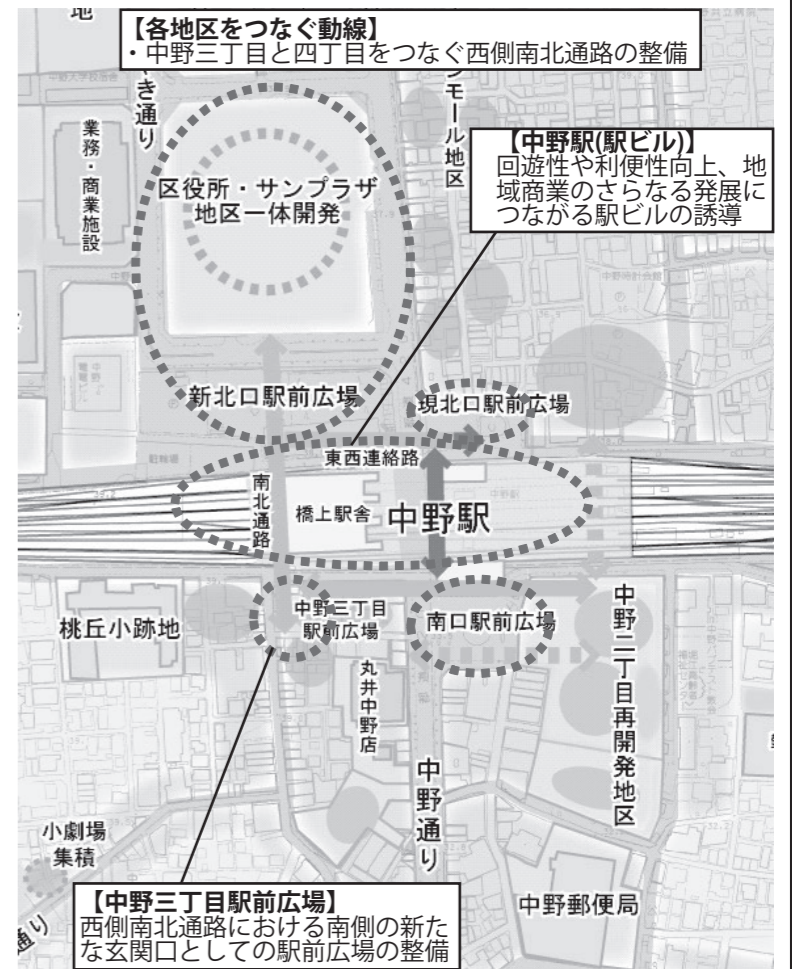 地
【各地区をつなぐ動線】
・中野三丁目と四丁目をつなぐ西側南北通路の整備
やき通り
ンモール地区
業務・商業施設
【中野駅(駅ビル)】
回遊性や利便性向上、地
域商業のさらなる発展に
つながる駅ビルの誘導
区役所・サンプラザ
地区一体開発
新北口駅前広場
現北口駅前広場
東西連絡路
南北通路
橋上駅舎
中野駅
桃丘小跡地
中野三丁目
駅前広場
南口駅前広場
中野二丁目再開発地区
丸井中野店
中野通り
小劇場
集積
通り
中野郵便局
【中野三丁目駅前広場】
西側南北通路における南側の新た
な玄関口としての駅前広場の整備